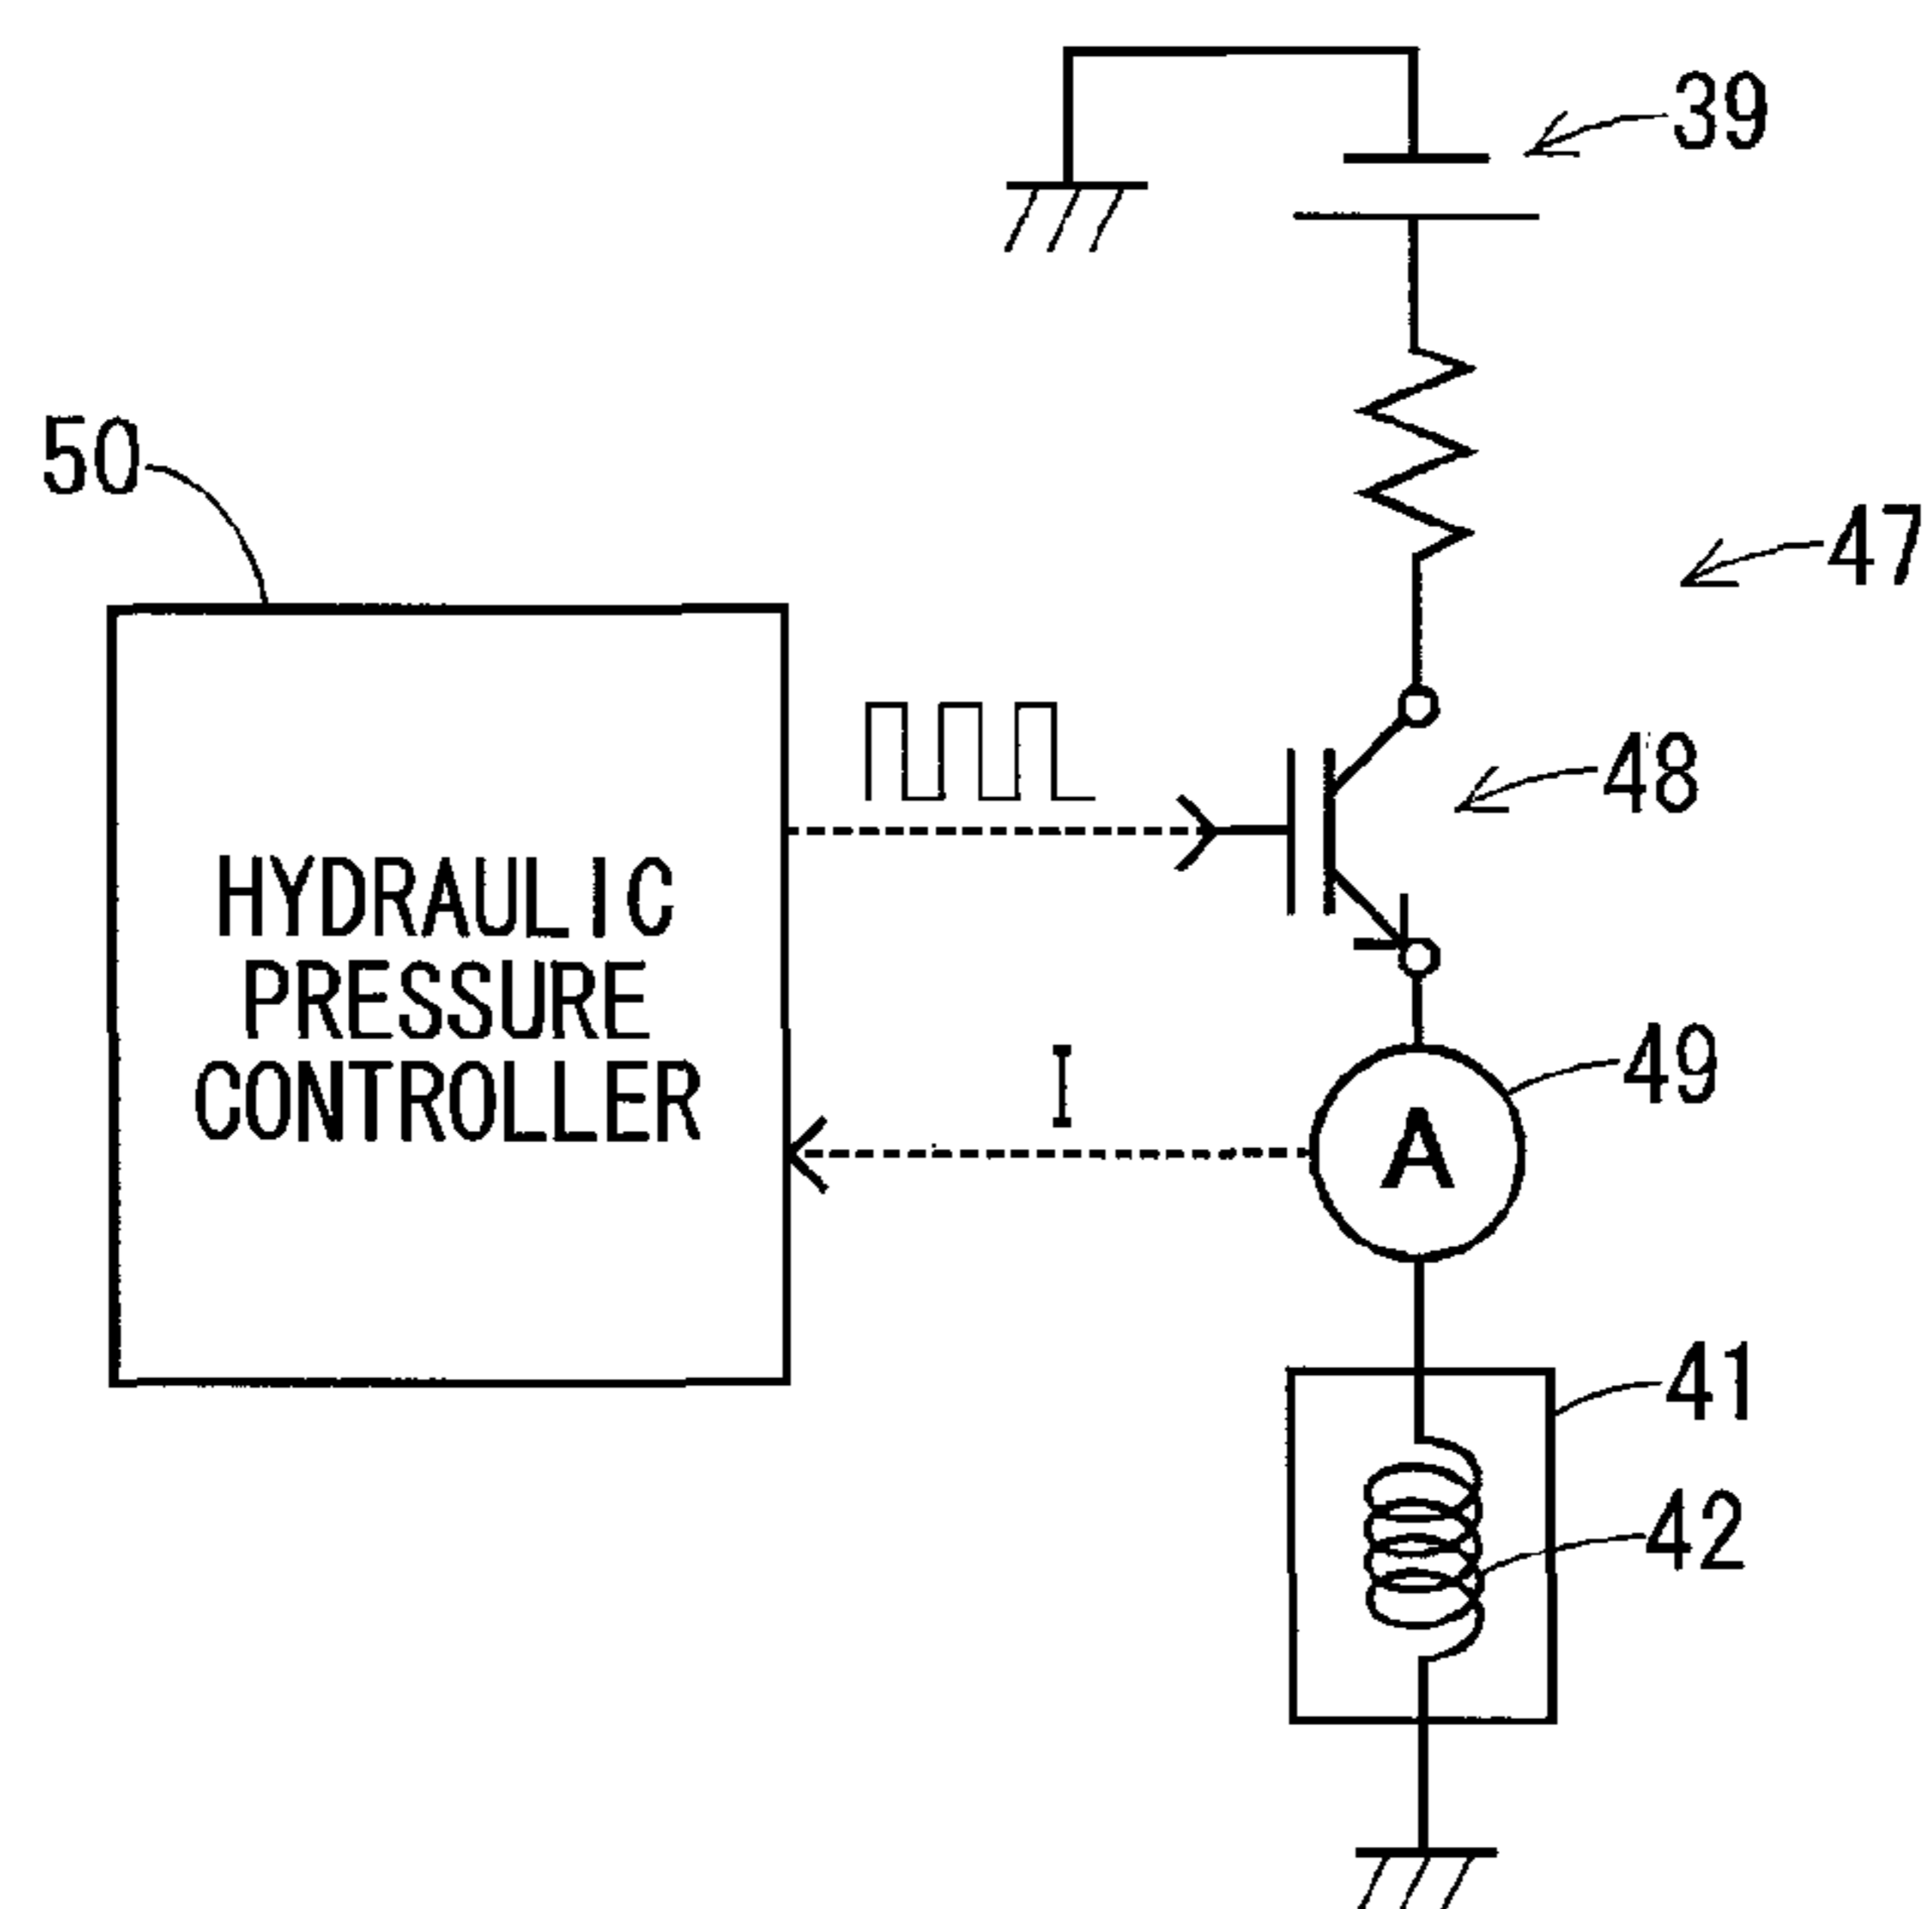 39
50
47
48
HYDRAULIC
PRESSURE
CONTROLLER
I
49
A
41
42